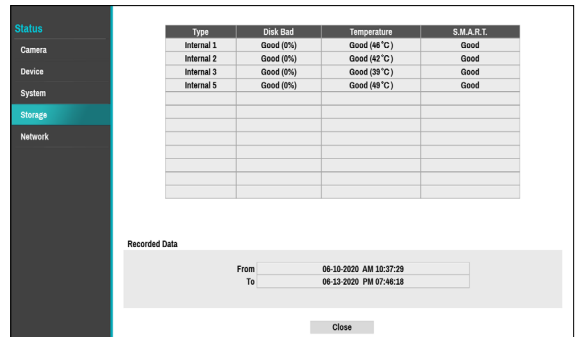 Status
Camera
Device
System
Storage
Network
Type Disk Bad Temperature S.M.A.R.T.
Internal 1 Good (0%) Good (46˚C) Good
Internal 2 Good (0%) Good (42˚C) Good
Internal 3 Good (0%) Good (39˚C) Good
Internal 5 Good (0%) Good (49˚C) Good
Recorded Data
From 06-10-2020 AM 10:37:29
To 06-13-2020 PM 07:46:18
Close